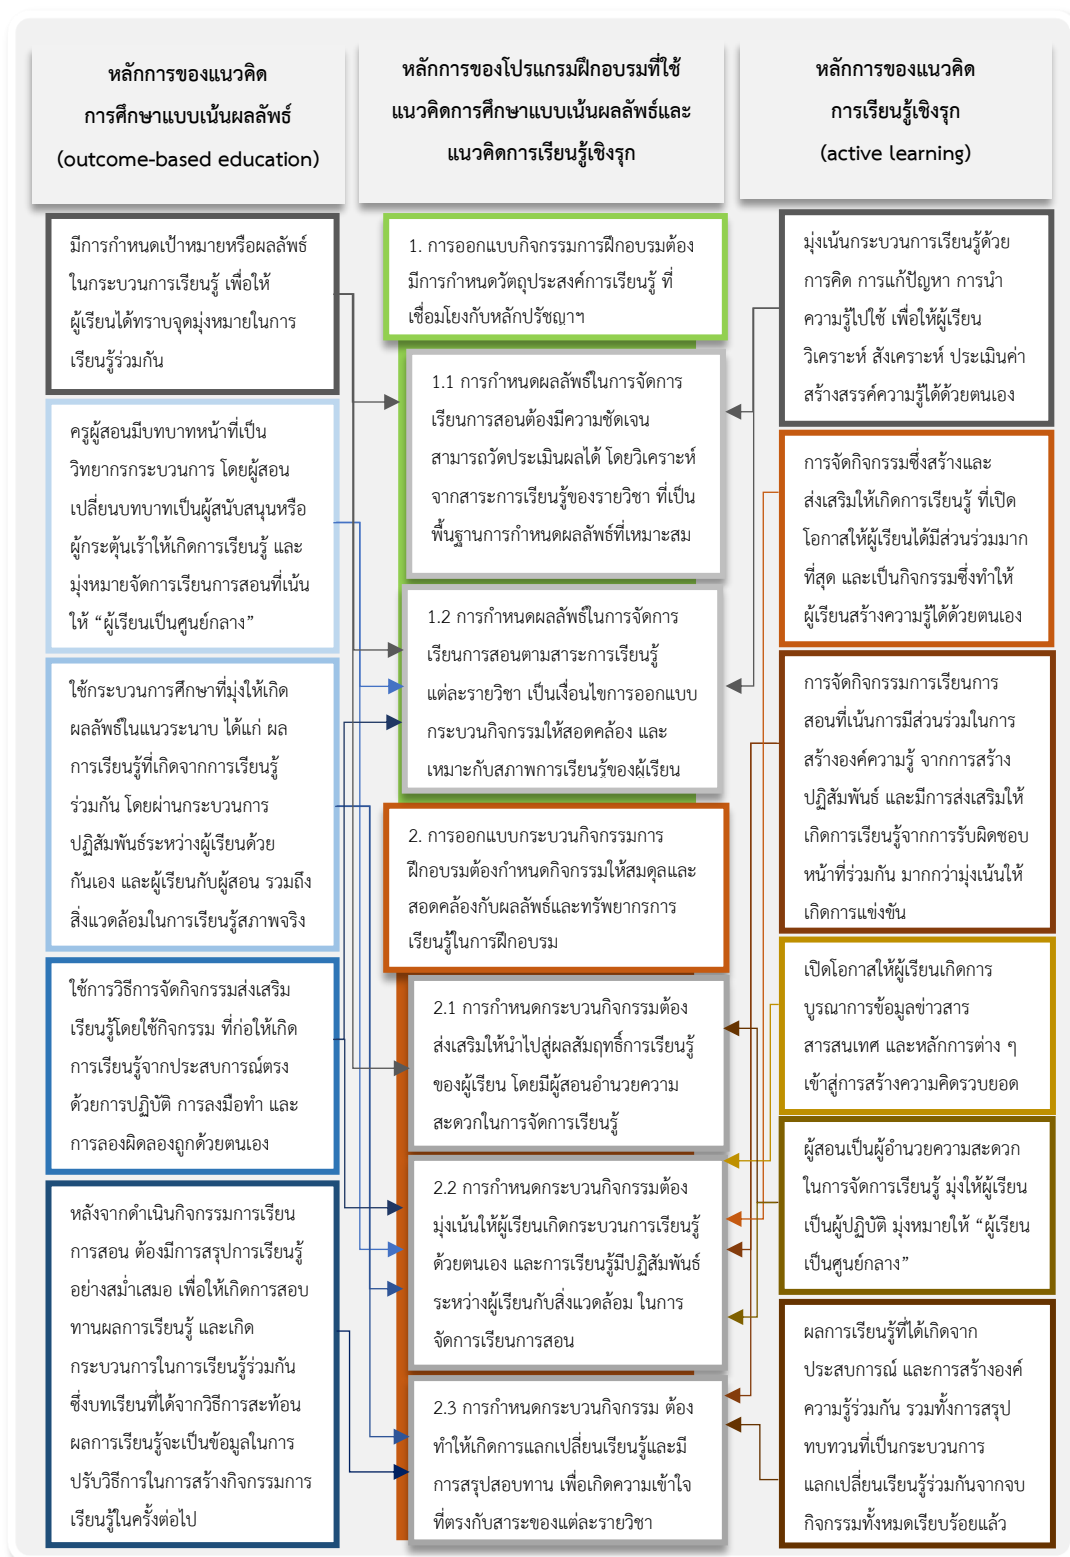 หลักการของแนวคิด
การศึกษาแบบเน้นผลลัพธ์
(outcome-based education)
มีการกำหนดเป้าหมายหรือผลลัพธ์
ในกระบวนการเรียนรู้ เพื่อให้
ผู้เรียนได้ทราบจุดมุ่งหมายในการ
เรียนรู้ร่วมกัน
ครูผู้สอนมีบทบาทหน้าที่เป็น
วิทยากรกระบวนการ โดยผู้สอน
เปลี่ยนบทบาทเป็นผู้สนับสนุนหรือ
ผู้กระตุ้นเร้าให้เกิดการเรียนรู้ และ
มุ่งหมายจัดการเรียนการสอนที่เน้น
ให้ “ผู้เรียนเป็นศูนย์กลาง”
ใช้กระบวนการศึกษาที่มุ่งให้เกิด
ผลลัพธ์ในแนวระนาบ ได้แก่ ผล
การเรียนรู้ที่เกิดจากการเรียนรู้
ร่วมกัน โดยผ่านกระบวนการ
ปฏิสัมพันธ์ระหว่างผู้เรียนด้วย
กันเอง และผู้เรียนกับผู้สอน รวมถึง
สิ่งแวดล้อมในการเรียนรู้สภาพจริง
ใช้การวิธีการจัดกิจกรรมส่งเสริม
เรียนรู้โดยใช้กิจกรรม ที่ก่อให้เกิด
การเรียนรู้จากประสบการณ์ตรง
ด้วยการปฏิบัติ การลงมือทำ และ
การลองผิดลองถูกด้วยตนเอง
หลังจากดำเนินกิจกรรมการเรียน
การสอน ต้องมีการสรุปการเรียนรู้
อย่างสม่ำเสมอ เพื่อให้เกิดการสอบ
ทานผลการเรียนรู้ และเกิด
กระบวนการในการเรียนรู้ร่วมกัน
ซึ่งบทเรียนที่ได้จากวิธีการสะท้อน
ผลการเรียนรู้จะเป็นข้อมูลในการ
ปรับวิธีการในการสร้างกิจกรรมการ
เรียนรู้ในครั้งต่อไป
หลักการของโปรแกรมฝึกอบรมที่ใช้
แนวคิดการศึกษาแบบเน้นผลลัพธ์และ
แนวคิดการเรียนรู้เชิงรุก
1. การออกแบบกิจกรรมการฝึกอบรมต้อง
มีการกำหนดวัตถุประสงค์การเรียนรู้ ที่
เชื่อมโยงกับหลักปรัชญาฯ
1.1 การกำหนดผลลัพธ์ในการจัดการ
เรียนการสอนต้องมีความชัดเจน
สามารถวัดประเมินผลได้ โดยวิเคราะห์
จากสาระการเรียนรู้ของรายวิชา ที่เป็น
พื้นฐานการกำหนดผลลัพธ์ที่เหมาะสม
1.2 การกำหนดผลลัพธ์ในการจัดการ
เรียนการสอนตามสาระการเรียนรู้
แต่ละรายวิชา เป็นเงื่อนไขการออกแบบ
กระบวนกิจกรรมให้สอดคล้อง และ
เหมาะกับสภาพการเรียนรู้ของผู้เรียน
2. การออกแบบกระบวนกิจกรรมการ
ฝึกอบรมต้องกำหนดกิจกรรมให้สมดุลและ
สอดคล้องกับผลลัพธ์และทรัพยากรการ
เรียนรู้ในการฝึกอบรม
2.1 การกำหนดกระบวนกิจกรรมต้อง
ส่งเสริมให้นำไปสู่ผลสัมฤทธิ์การเรียนรู้
ของผู้เรียน โดยมีผู้สอนอำนวยความ
สะดวกในการจัดการเรียนรู้
2.2 การกำหนดกระบวนกิจกรรมต้อง
มุ่งเน้นให้ผู้เรียนเกิดกระบวนการเรียนรู้
ด้วยตนเอง และการเรียนรู้มีปฏิสัมพันธ์
ระหว่างผู้เรียนกับสิ่งแวดล้อม ในการ
จัดการเรียนการสอน
2.3 การกำหนดกระบวนกิจกรรม ต้อง
ทำให้เกิดการแลกเปลี่ยนเรียนรู้และมี
การสรุปสอบทาน เพื่อเกิดความเข้าใจ
ที่ตรงกับสาระของแต่ละรายวิชา
หลักการของแนวคิด
การเรียนรู้เชิงรุก
(active learning)
มุ่งเน้นกระบวนการเรียนรู้ด้วย
การคิด การแก้ปัญหา การนำ
ความรู้ไปใช้ เพื่อให้ผู้เรียน
วิเคราะห์ สังเคราะห์ ประเมินค่า
สร้างสรรค์ความรู้ได้ด้วยตนเอง
การจัดกิจกรรมซึ่งสร้างและ
ส่งเสริมให้เกิดการเรียนรู้ ที่เปิด
โอกาสให้ผู้เรียนได้มีส่วนร่วมมาก
ที่สุด และเป็นกิจกรรมซึ่งทำให้
ผู้เรียนสร้างความรู้ได้ด้วยตนเอง
การจัดกิจกรรมการเรียนการ
สอนที่เน้นการมีส่วนร่วมในการ
สร้างองค์ความรู้ จากการสร้าง
ปฏิสัมพันธ์ และมีการส่งเสริมให้
เกิดการเรียนรู้จากการรับผิดชอบ
หน้าที่ร่วมกัน มากกว่ามุ่งเน้นให้
เกิดการแข่งขัน
เปิดโอกาสให้ผู้เรียนเกิดการ
บูรณาการข้อมูลข่าวสาร
สารสนเทศ และหลักการต่าง ๆ
เข้าสู่การสร้างความคิดรวบยอด
ผู้สอนเป็นผู้อำนวยความสะดวก
ในการจัดการเรียนรู้ มุ่งให้ผู้เรียน
เป็นผู้ปฏิบัติ มุ่งหมายให้ “ผู้เรียน
เป็นศูนย์กลาง”
ผลการเรียนรู้ที่ได้เกิดจาก
ประสบการณ์ และการสร้างองค์
ความรู้ร่วมกัน รวมทั้งการสรุป
ทบทวนที่เป็นกระบวนการ
แลกเปลี่ยนเรียนรู้ร่วมกันจากจบ
กิจกรรมทั้งหมดเรียบร้อยแล้ว